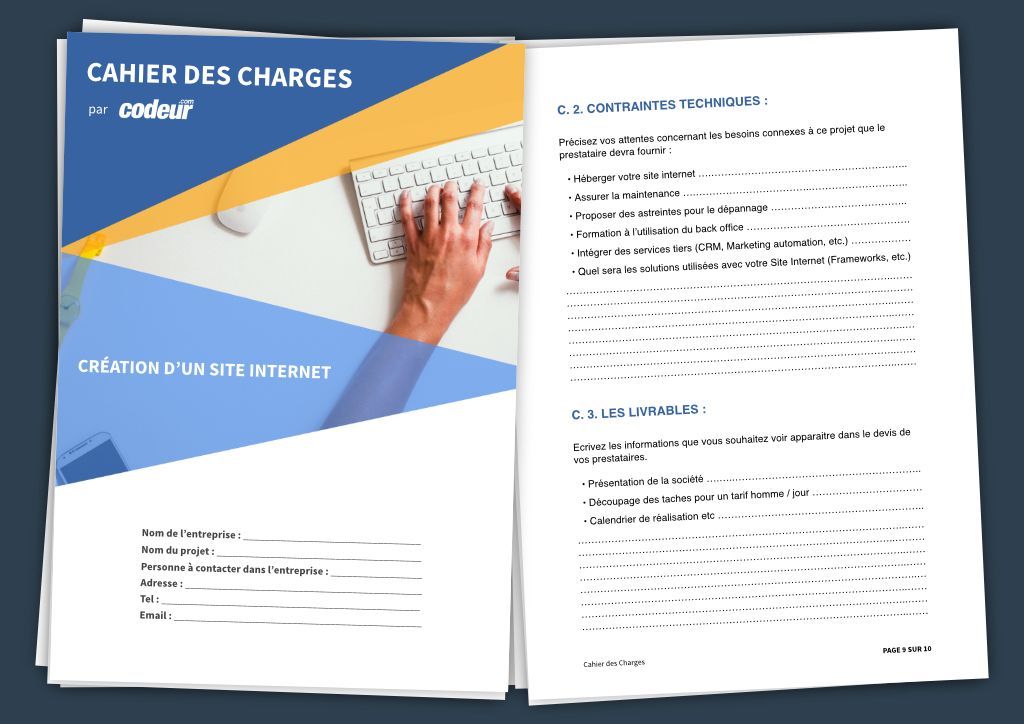 CAHIER DES CHARGES
par codeur.com
CRÉATION D'UN SITE INTERNET
Nom de l'entreprise :
Nom du projet :
Personne à contacter dans l'entreprise :
Adresse :
Tel :
Email :
C. 2. CONTRAINTES TECHNIQUES :
Précisez vos attentes concernant les besoins connexes à ce projet que le
prestataire devra fournir :
• Héberger votre site internet
• Assurer la maintenance
• Proposer des astreintes pour le dépannage
• Formation à l'utilisation du back office
• Intégrer des services tiers (CRM, Marketing automation, etc.)
• Quel sera les solutions utilisées avec votre Site Internet (Frameworks, etc.)
C. 3. LES LIVRABLES :
Ecrivez les informations que vous souhaitez voir apparaitre dans le devis de
vos prestataires.
• Présentation de la société
• Découpage des taches pour un tarif homme / jour
• Calendrier de réalisation etc
Cahier des Charges
PAGE 9 SUR 10